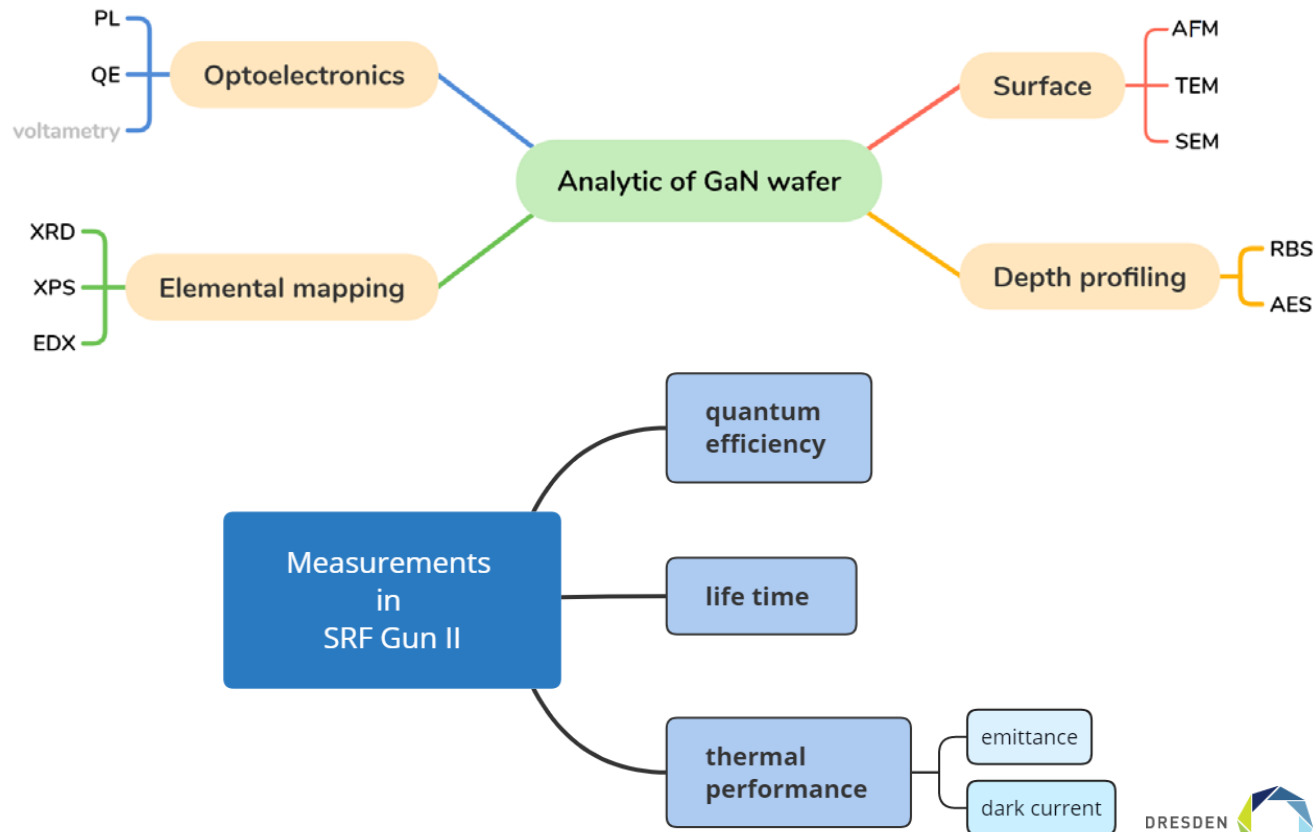 PL
QE
voltametry
Optoelectronics
XRD
XPS
EDX
Elemental mapping
Analytic of GaN wafer
Surface
AFM
TEM
SEM
Depth profiling
RBS
AES
Measurements
in
SRF Gun II
quantum
efficiency
life time
thermal
performance
emittance
dark current
DRESDEN